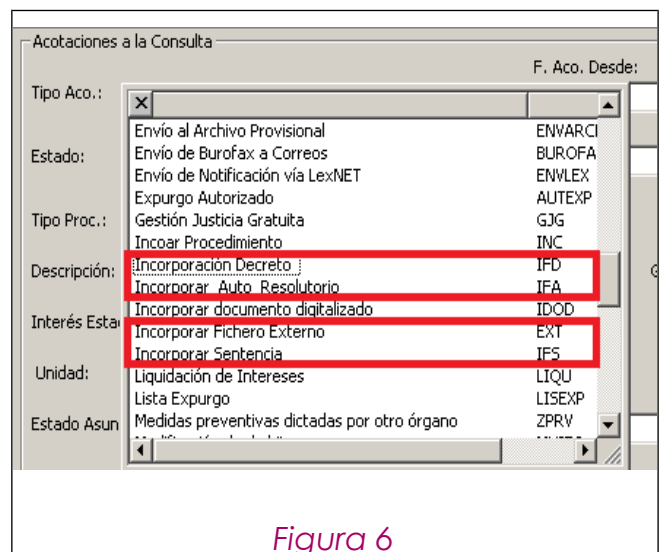 Acotaciones a la Consulta
F. Aco. Desde:
Tipo Aco.:
Envío al Archivo Provisional ENVARCI
Estado: Envío de Burofax a Correos BUROFA
Envío de Notificación vía LexNET ENVLEX
Expurgo Autorizado AUTEXP
Tipo Proc.: Gestión Justicia Gratuita GJG
Incoar Procedimiento INC
Descripción: Incorporación Decreto IFD
Incorporar Auto Resolutorio IFA
Incorporar documento digitalizado IDOD
Interés Esta Incorporar Fichero Externo EXT
Incorporar Sentencia IFS
Unidad: Liquidación de Intereses LIQU
Lista Expurgo LISEXP
Estado Asun Medidas preventivas dictadas por otro órgano ZPRV
Figura 6